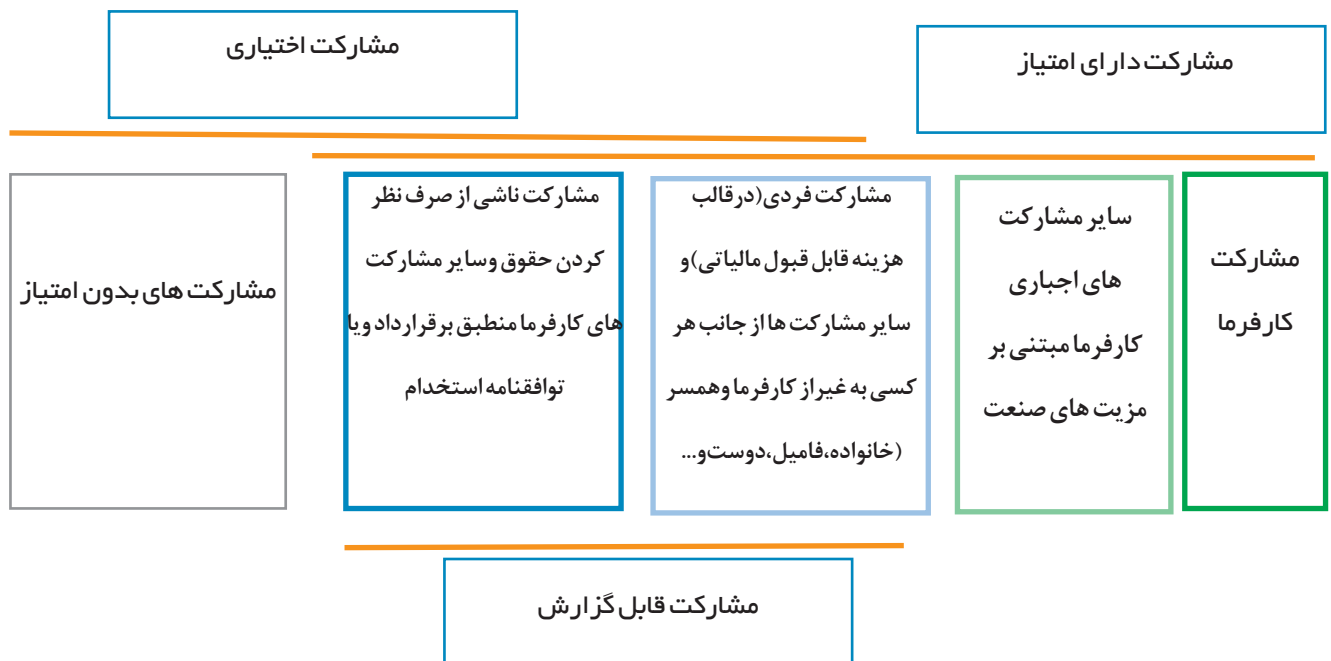 مشارکت دارای امتیاز
مشارکت اختیاری
مشارکت
کارفرما
سایر مشارکت
های اجباری
کارفرما مبتنی بر
مزیت های صنعت
مشارکت فردی(درقالب
هزینه قابل قبول مالیاتی)و
سایر مشارکت ها از جانب هر
کسی به غیر از کارفرما وهمسر
(خانواده،فامیل،دوست‌و...
مشارکت ناشی از صرف نظر
کردن حقوق وسایر مشارکت
های کارفرما منطبق بر قرارداد ویا
توافقنامه استخدام
مشارکت های بدون امتیاز
مشارکت قابل گزارش